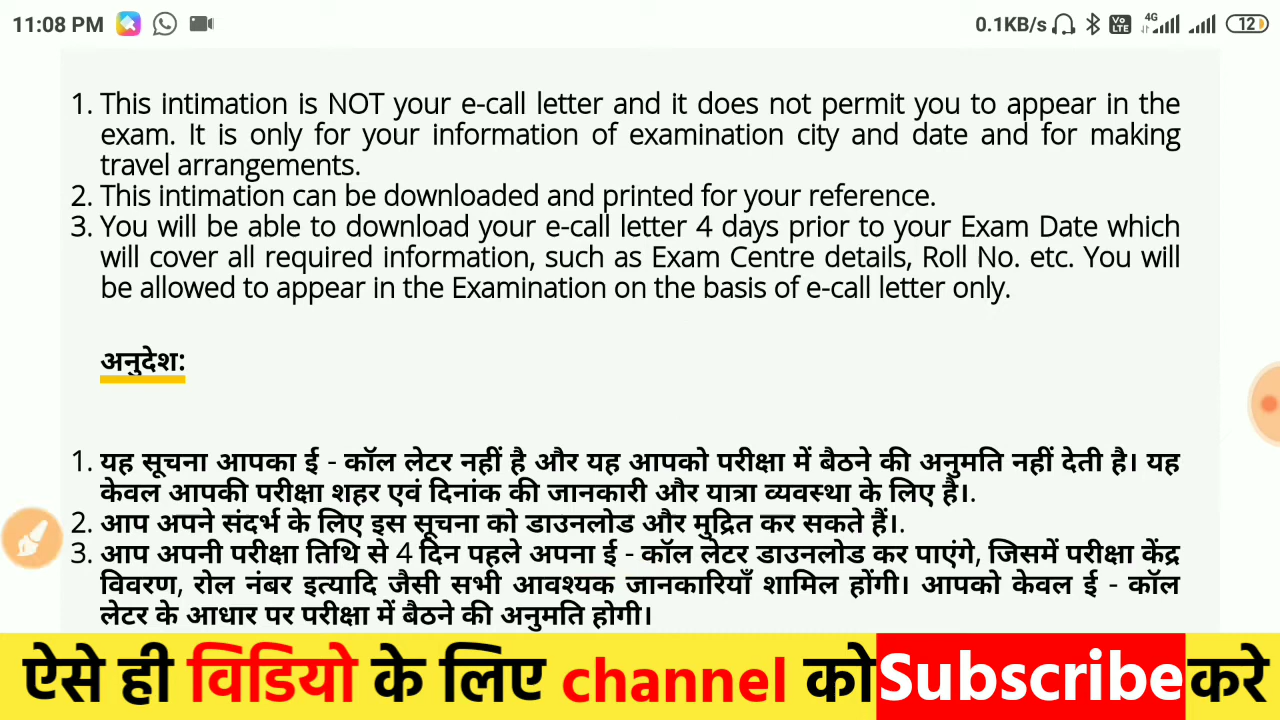 11:08 PM 0.1KB/s Vo LTE 4G 12
1. This intimation is NOT your e-call letter and it does not permit you to appear in the
exam. It is only for your information of examination city and date and for making
travel arrangements.
2. This intimation can be downloaded and printed for your reference.
3. You will be able to download your e-call letter 4 days prior to your Exam Date which
will cover all required information, such as Exam Centre details, Roll No. etc. You will
be allowed to appear in the Examination on the basis of e-call letter only.
अनुदेश:
1. यह सूचना आपका ई - कॉल लेटर नहीं है और यह आपको परीक्षा में बैठने की अनुमति नहीं देती है। यह
केवल आपकी परीक्षा शहर एवं दिनांक की जानकारी और यात्रा व्यवस्था के लिए है।.
2. आप अपने संदर्भ के लिए इस सूचना को डाउनलोड और मुद्रित कर सकते हैं।.
3. आप अपनी परीक्षा तिथि से 4 दिन पहले अपना ई - कॉल लेटर डाउनलोड कर पाएंगे, जिसमें परीक्षा केंद्र
विवरण, रोल नंबर इत्यादि जैसी सभी आवश्यक जानकारियाँ शामिल होंगी। आपको केवल ई - कॉल
लेटर के आधार पर परीक्षा में बैठने की अनुमति होगी।
ऐसे ही विडियो के लिए channel को Subscribe करे